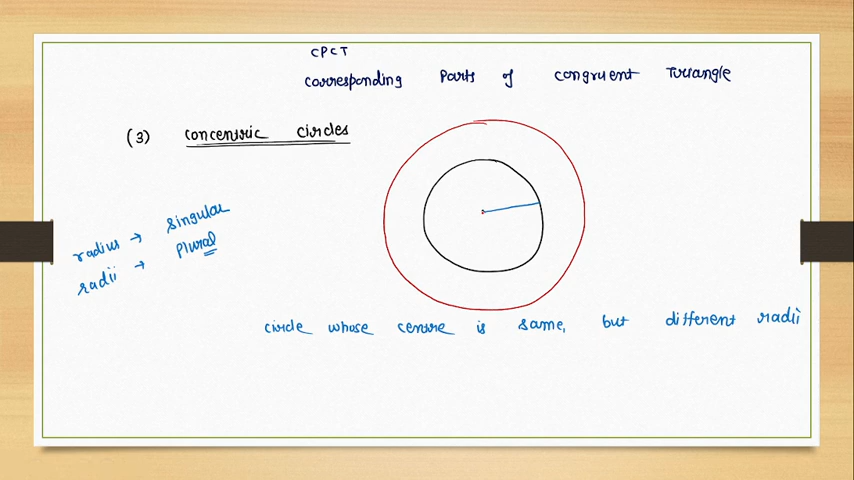 CPCT
Corresponding Parts of Congruent Triangle
(3) Concentric circles
radius → Singular
radii → Plural
circle whose centre is same, but different radii